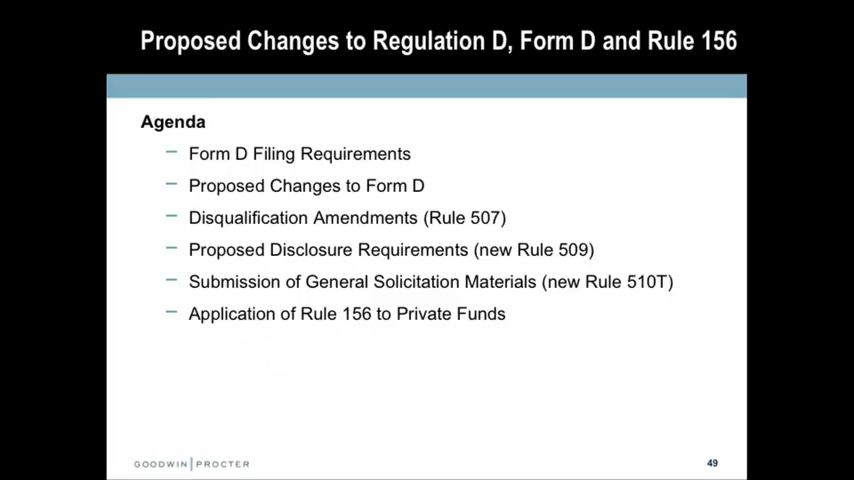 Proposed Changes to Regulation D, Form D and Rule 156
Agenda
– Form D Filing Requirements
– Proposed Changes to Form D
– Disqualification Amendments (Rule 507)
– Proposed Disclosure Requirements (new Rule 509)
– Submission of General Solicitation Materials (new Rule 510T)
– Application of Rule 156 to Private Funds
GOODWIN | PROCTER
49